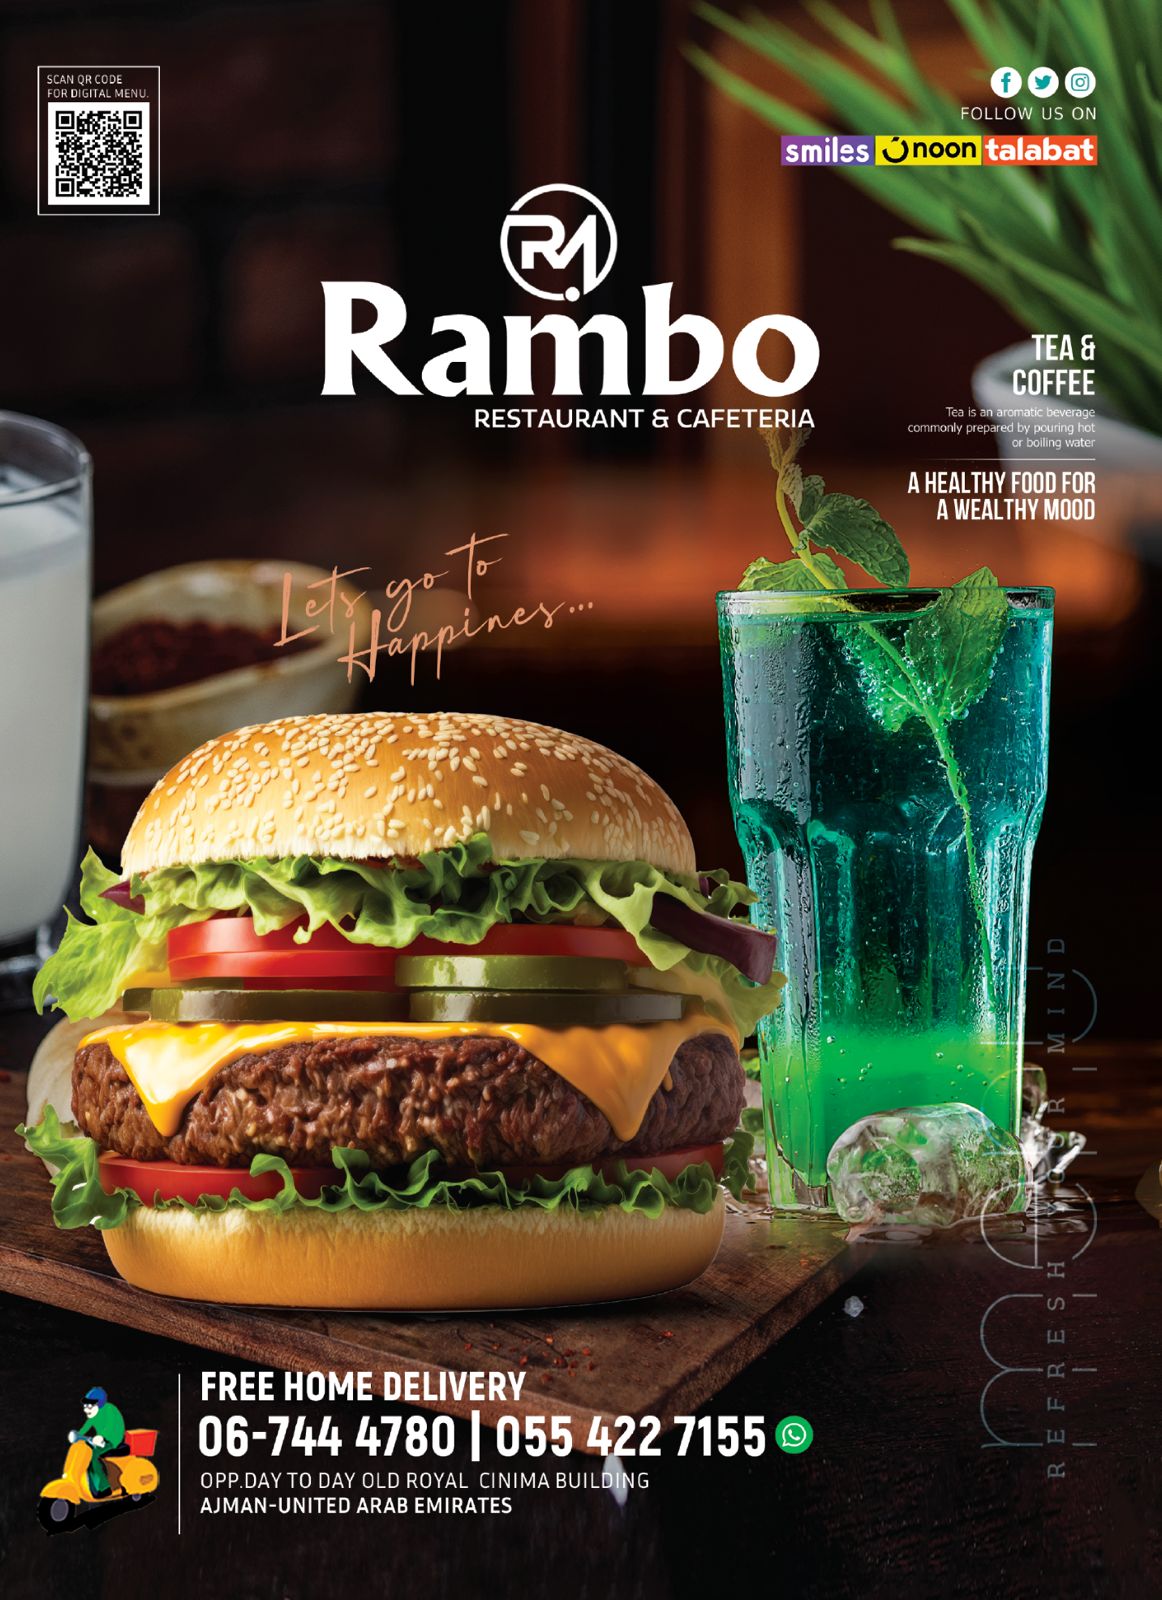 SCAN QR CODE
FOR DIGITAL MENU.
FOLLOW US ON
smiles noon talabat
RA
Rambo
RESTAURANT & CAFETERIA
TEA &
COFFEE
Tea is an aromatic beverage
commonly prepared by pouring hot
or boiling water
A HEALTHY FOOD FOR
A WEALTHY MOOD
Lets go to
Happines...
REFRESH YOUR MIND
FREE HOME DELIVERY
06-744 4780 | 055 422 7155
OPP.DAY TO DAY OLD ROYAL CINIMA BUILDING
AJMAN-UNITED ARAB EMIRATES